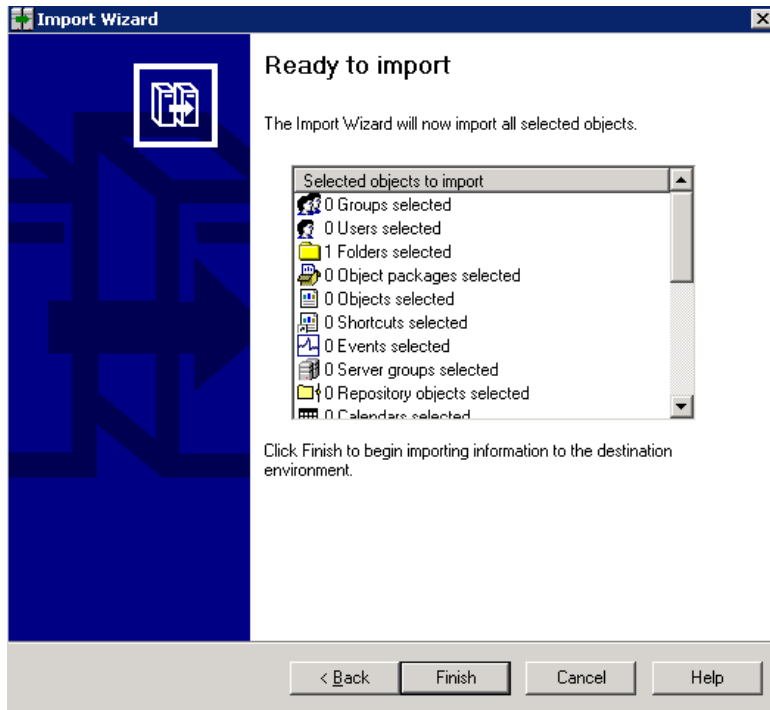 Import Wizard
Ready to import
The Import Wizard will now import all selected objects.
Selected objects to import
0 Groups selected
0 Users selected
1 Folders selected
0 Object packages selected
0 Objects selected
0 Shortcuts selected
0 Events selected
0 Server groups selected
0 Repository objects selected
0 Calendars selected
Click Finish to begin importing information to the destination
environment.
< Back Finish Cancel Help